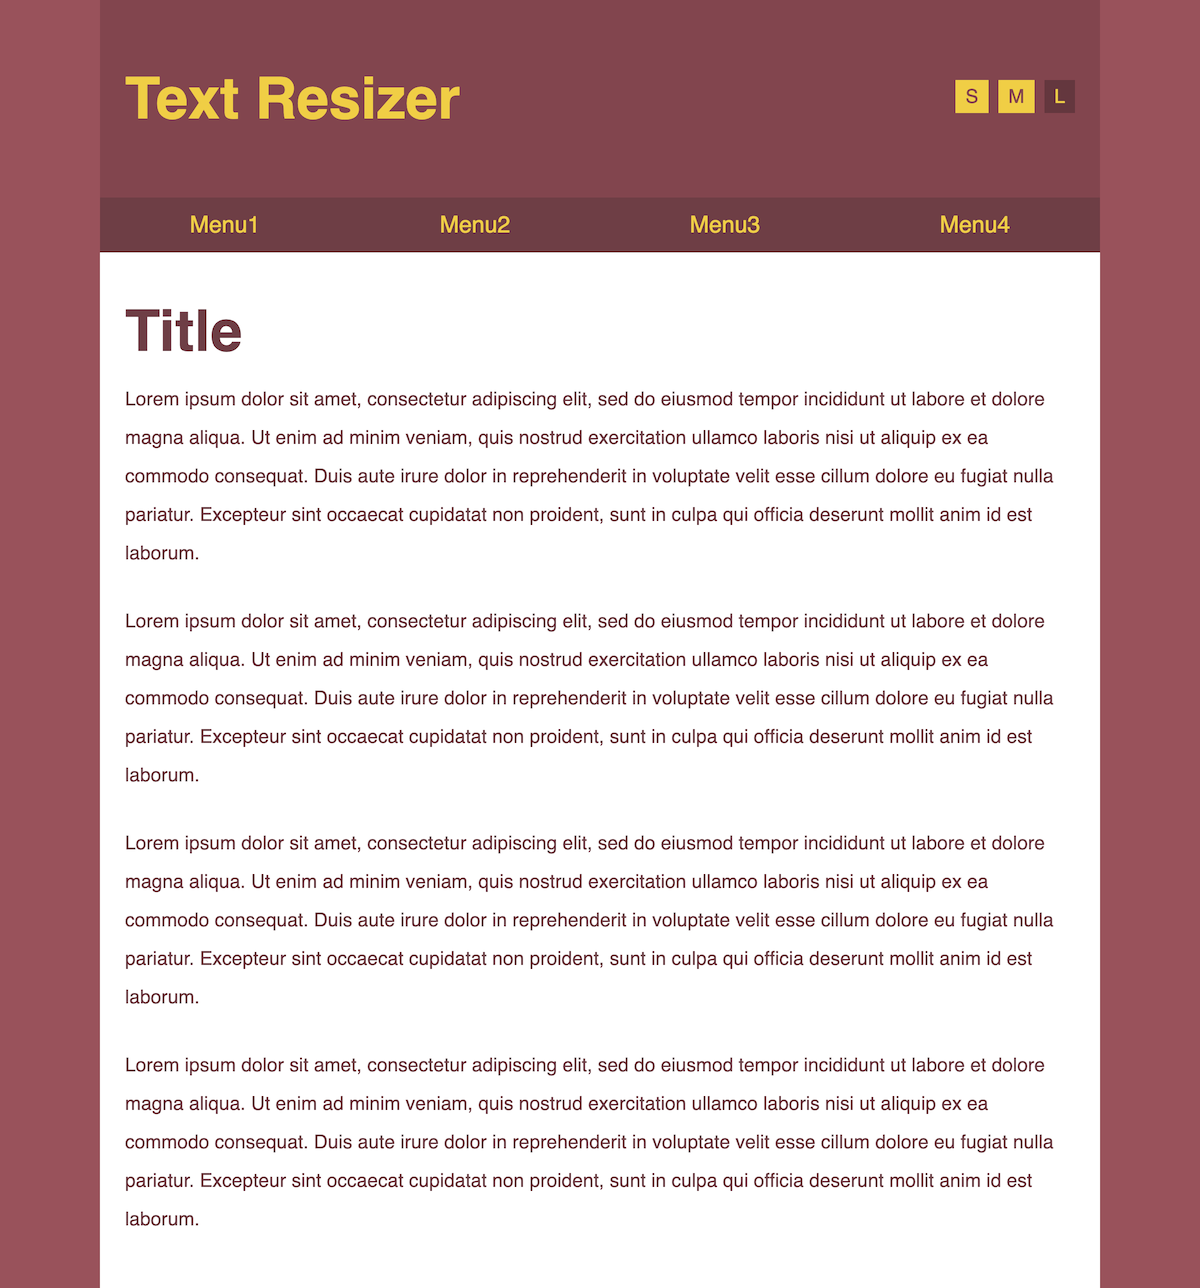 Text Resizer
S M L
Menu1 Menu2 Menu3 Menu4
Title
Lorem ipsum dolor sit amet, consectetur adipiscing elit, sed do eiusmod tempor incididunt ut labore et dolore
magna aliqua. Ut enim ad minim veniam, quis nostrud exercitation ullamco laboris nisi ut aliquip ex ea
commodo consequat. Duis aute irure dolor in reprehenderit in voluptate velit esse cillum dolore eu fugiat nulla
pariatur. Excepteur sint occaecat cupidatat non proident, sunt in culpa qui officia deserunt mollit anim id est
laborum.
Lorem ipsum dolor sit amet, consectetur adipiscing elit, sed do eiusmod tempor incididunt ut labore et dolore
magna aliqua. Ut enim ad minim veniam, quis nostrud exercitation ullamco laboris nisi ut aliquip ex ea
commodo consequat. Duis aute irure dolor in reprehenderit in voluptate velit esse cillum dolore eu fugiat nulla
pariatur. Excepteur sint occaecat cupidatat non proident, sunt in culpa qui officia deserunt mollit anim id est
laborum.
Lorem ipsum dolor sit amet, consectetur adipiscing elit, sed do eiusmod tempor incididunt ut labore et dolore
magna aliqua. Ut enim ad minim veniam, quis nostrud exercitation ullamco laboris nisi ut aliquip ex ea
commodo consequat. Duis aute irure dolor in reprehenderit in voluptate velit esse cillum dolore eu fugiat nulla
pariatur. Excepteur sint occaecat cupidatat non proident, sunt in culpa qui officia deserunt mollit anim id est
laborum.
Lorem ipsum dolor sit amet, consectetur adipiscing elit, sed do eiusmod tempor incididunt ut labore et dolore
magna aliqua. Ut enim ad minim veniam, quis nostrud exercitation ullamco laboris nisi ut aliquip ex ea
commodo consequat. Duis aute irure dolor in reprehenderit in voluptate velit esse cillum dolore eu fugiat nulla
pariatur. Excepteur sint occaecat cupidatat non proident, sunt in culpa qui officia deserunt mollit anim id est
laborum.